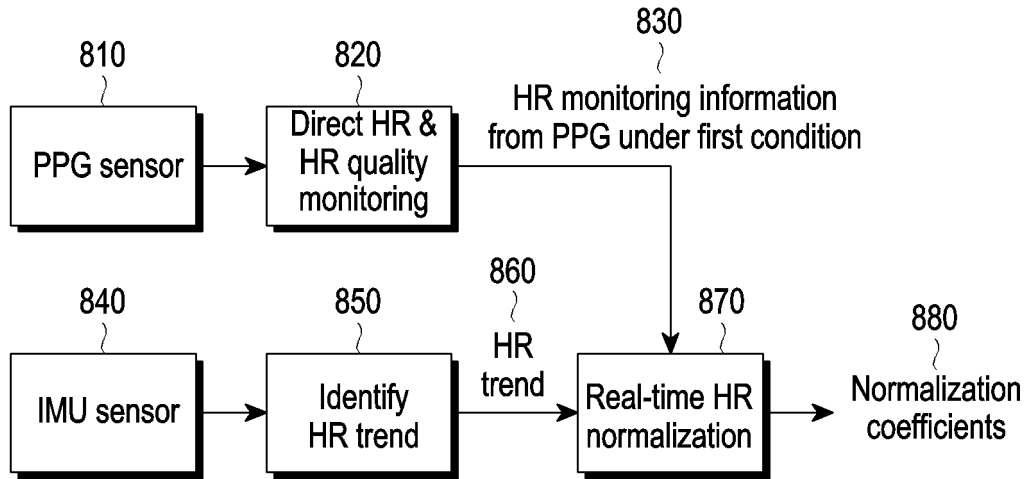 810
820
830
PPG sensor
Direct HR &
HR quality
monitoring
HR monitoring information
from PPG under first condition
840
850
860
870
880
IMU sensor
Identify
HR trend
HR
trend
Real-time HR
normalization
Normalization
coefficients